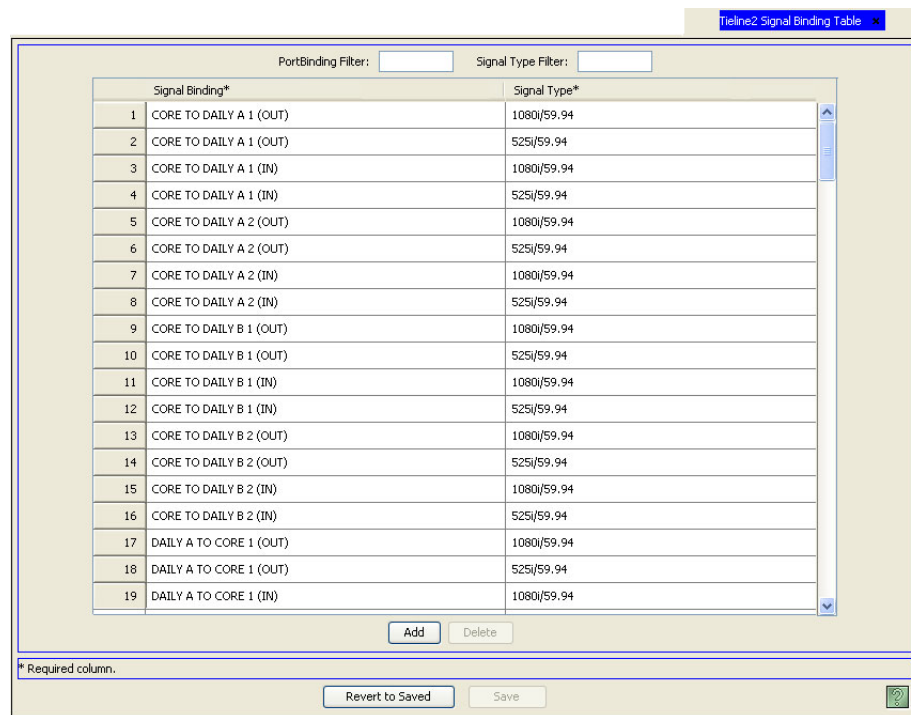 Tieline2 Signal Binding Table ×
PortBinding Filter: Signal Type Filter:
Signal Binding* Signal Type*
1 CORE TO DAILY A 1 (OUT) 1080i/59.94
2 CORE TO DAILY A 1 (OUT) 525i/59.94
3 CORE TO DAILY A 1 (IN) 1080i/59.94
4 CORE TO DAILY A 1 (IN) 525i/59.94
5 CORE TO DAILY A 2 (OUT) 1080i/59.94
6 CORE TO DAILY A 2 (OUT) 525i/59.94
7 CORE TO DAILY A 2 (IN) 1080i/59.94
8 CORE TO DAILY A 2 (IN) 525i/59.94
9 CORE TO DAILY B 1 (OUT) 1080i/59.94
10 CORE TO DAILY B 1 (OUT) 525i/59.94
11 CORE TO DAILY B 1 (IN) 1080i/59.94
12 CORE TO DAILY B 1 (IN) 525i/59.94
13 CORE TO DAILY B 2 (OUT) 1080i/59.94
14 CORE TO DAILY B 2 (OUT) 525i/59.94
15 CORE TO DAILY B 2 (IN) 1080i/59.94
16 CORE TO DAILY B 2 (IN) 525i/59.94
17 DAILY A TO CORE 1 (OUT) 1080i/59.94
18 DAILY A TO CORE 1 (OUT) 525i/59.94
19 DAILY A TO CORE 1 (IN) 1080i/59.94
Add Delete
* Required column.
Revert to Saved Save ?